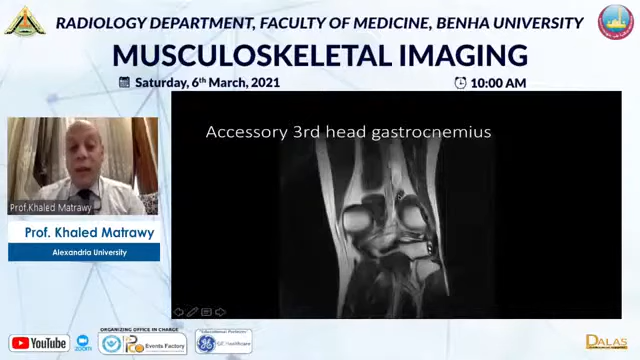 RADIOLOGY DEPARTMENT, FACULTY OF MEDICINE, BENHA UNIVERSITY
MUSCULOSKELETAL IMAGING
Saturday, 6th March, 2021
10:00 AM
Accessory 3rd head gastrocnemius
Prof.Khaled Matrawy
Prof. Khaled Matrawy
Alexandria University
ORGANIZING OFFICE IN CHARGE
YouTube
zoom
Events Factory
GE Healthcare
DALAS